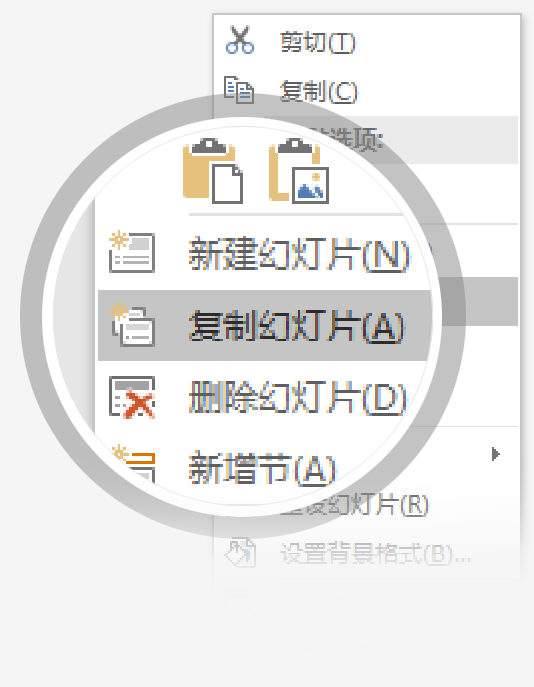 剪切(T)
复制(C)
选项:
新建幻灯片(N)
复制幻灯片(A)
删除幻灯片(D)
新增节(A)
幻灯片(R)
设置背景格式(B)...